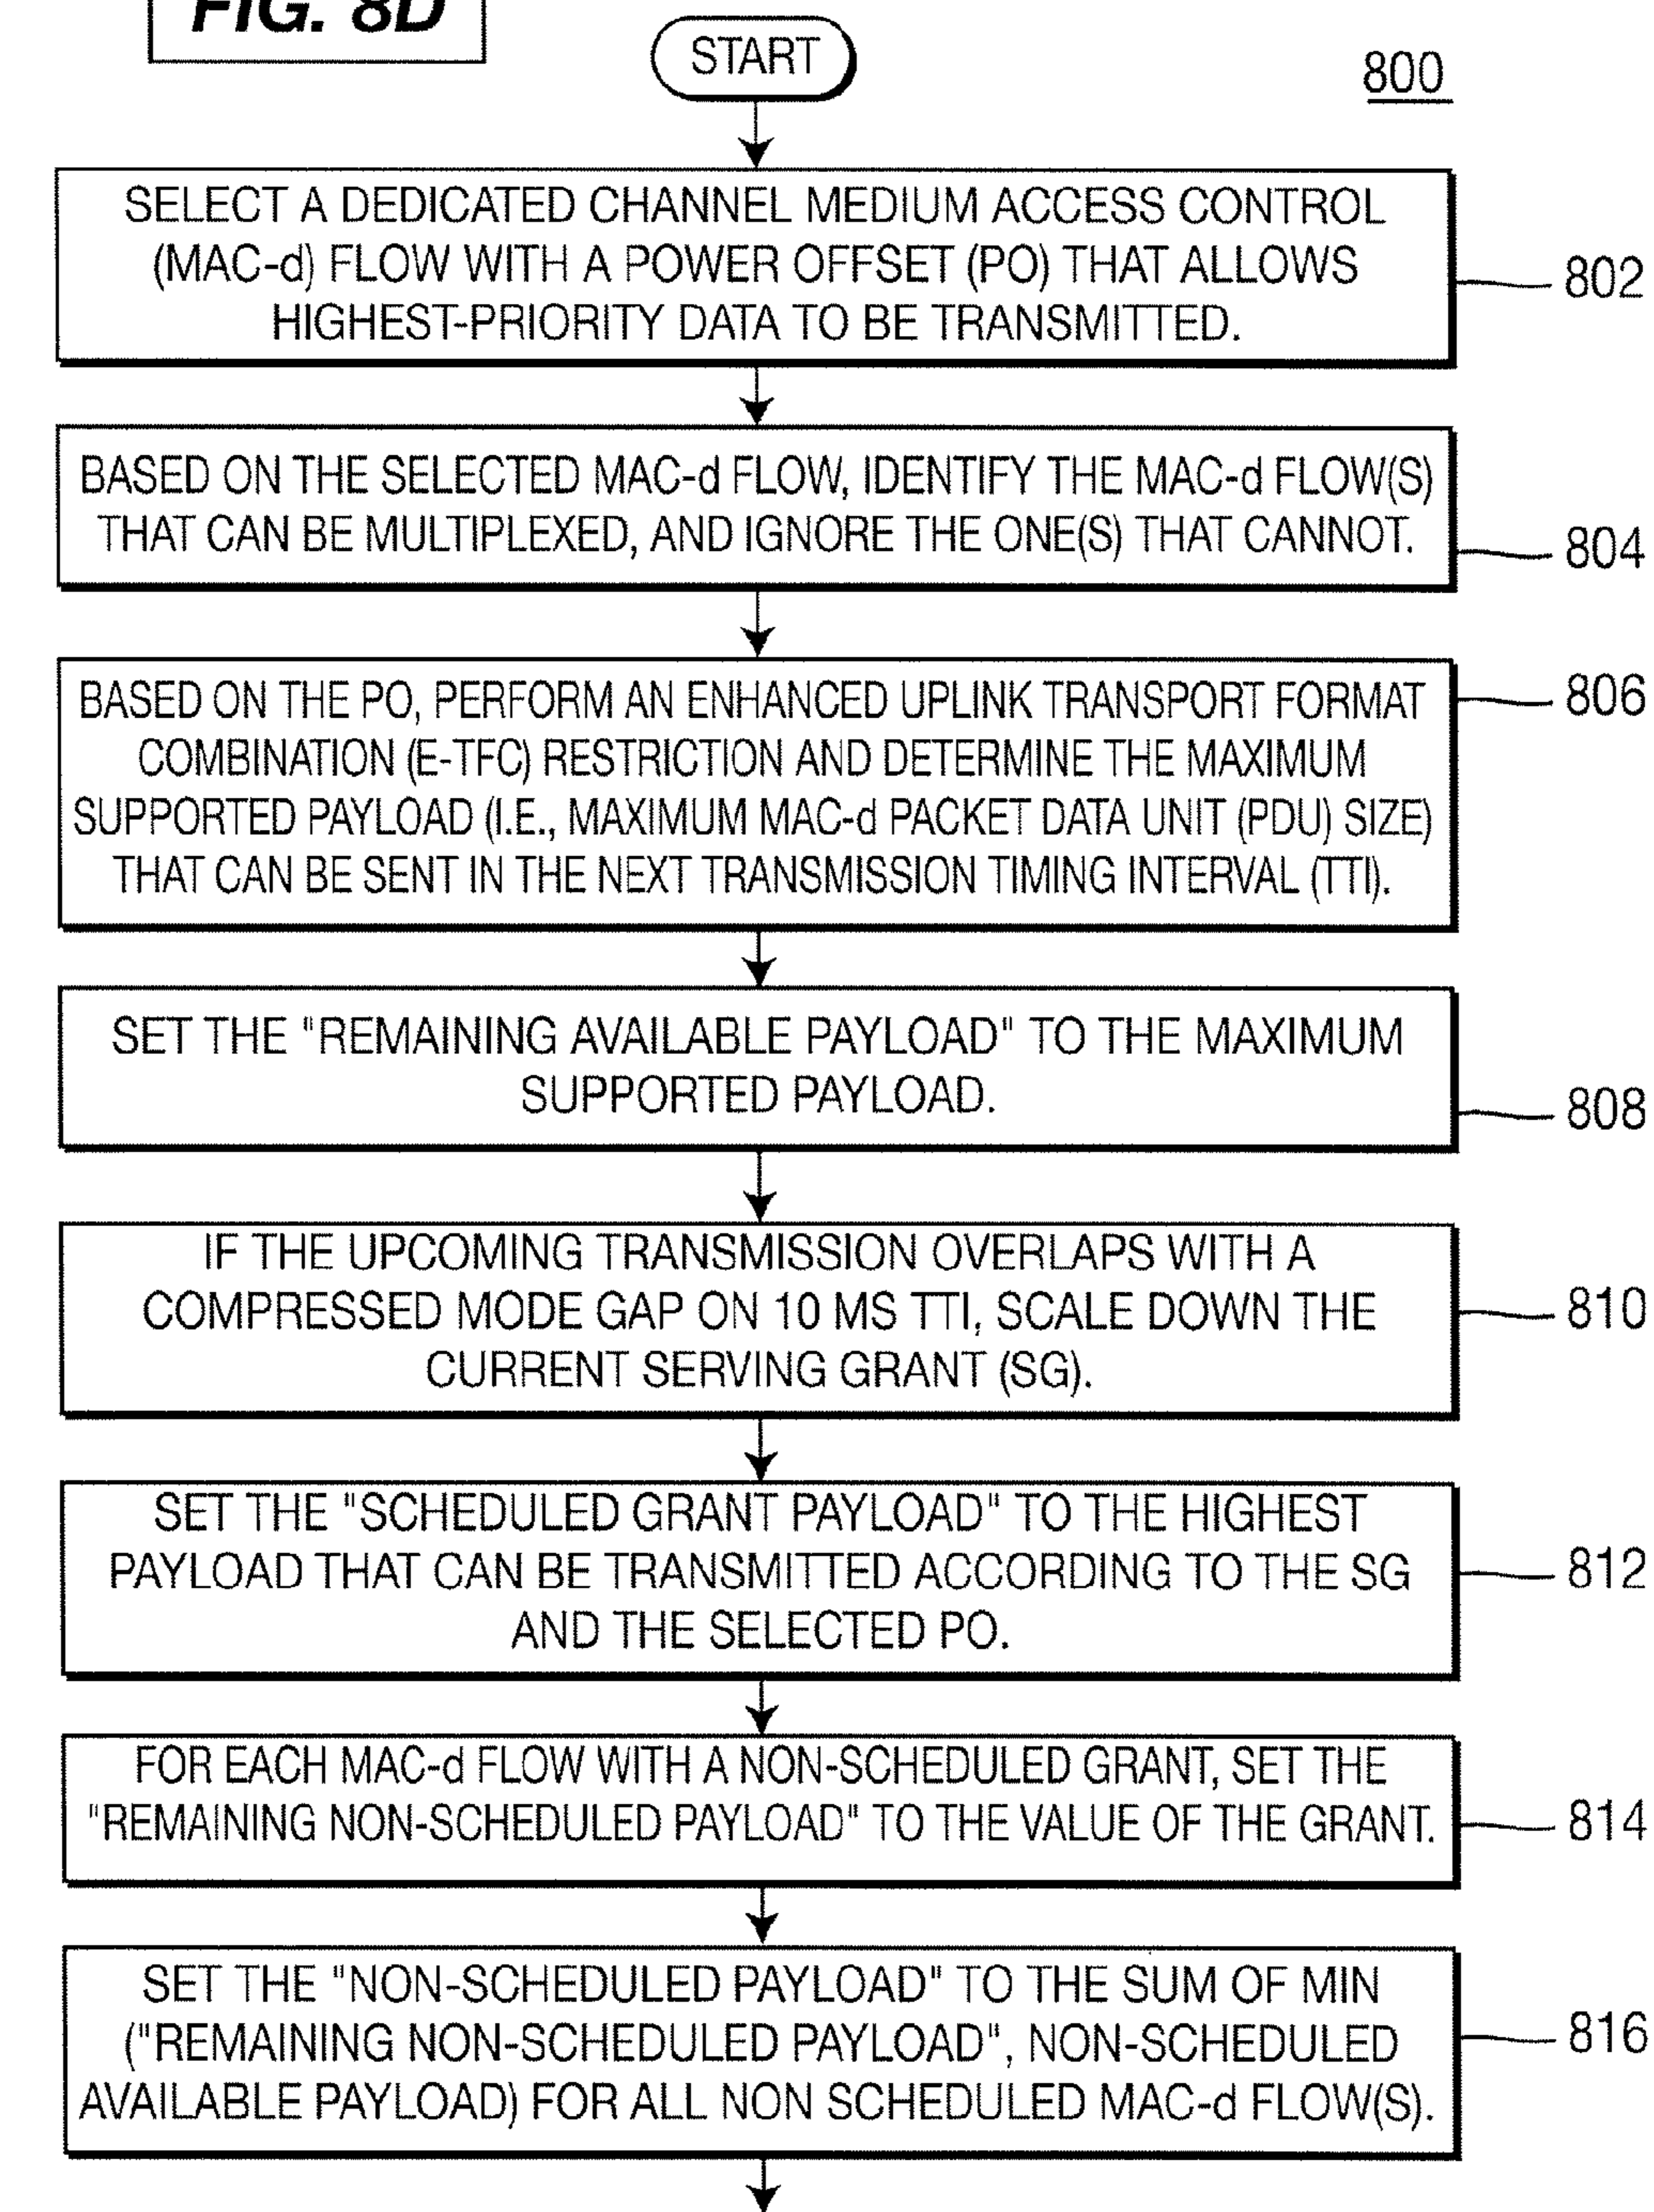 FIG. 8D
START
800
SELECT A DEDICATED CHANNEL MEDIUM ACCESS CONTROL
(MAC-d) FLOW WITH A POWER OFFSET (PO) THAT ALLOWS
HIGHEST-PRIORITY DATA TO BE TRANSMITTED.
802
BASED ON THE SELECTED MAC-d FLOW, IDENTIFY THE MAC-d FLOW(S)
THAT CAN BE MULTIPLEXED, AND IGNORE THE ONE(S) THAT CANNOT.
804
BASED ON THE PO, PERFORM AN ENHANCED UPLINK TRANSPORT FORMAT
COMBINATION (E-TFC) RESTRICTION AND DETERMINE THE MAXIMUM
SUPPORTED PAYLOAD (I.E., MAXIMUM MAC-d PACKET DATA UNIT (PDU) SIZE)
THAT CAN BE SENT IN THE NEXT TRANSMISSION TIMING INTERVAL (TTI).
806
SET THE "REMAINING AVAILABLE PAYLOAD" TO THE MAXIMUM
SUPPORTED PAYLOAD.
808
IF THE UPCOMING TRANSMISSION OVERLAPS WITH A
COMPRESSED MODE GAP ON 10 MS TTI, SCALE DOWN THE
CURRENT SERVING GRANT (SG).
810
SET THE "SCHEDULED GRANT PAYLOAD" TO THE HIGHEST
PAYLOAD THAT CAN BE TRANSMITTED ACCORDING TO THE SG
AND THE SELECTED PO.
812
FOR EACH MAC-d FLOW WITH A NON-SCHEDULED GRANT, SET THE
"REMAINING NON-SCHEDULED PAYLOAD" TO THE VALUE OF THE GRANT.
814
SET THE "NON-SCHEDULED PAYLOAD" TO THE SUM OF MIN
("REMAINING NON-SCHEDULED PAYLOAD", NON-SCHEDULED
AVAILABLE PAYLOAD) FOR ALL NON SCHEDULED MAC-d FLOW(S).
816